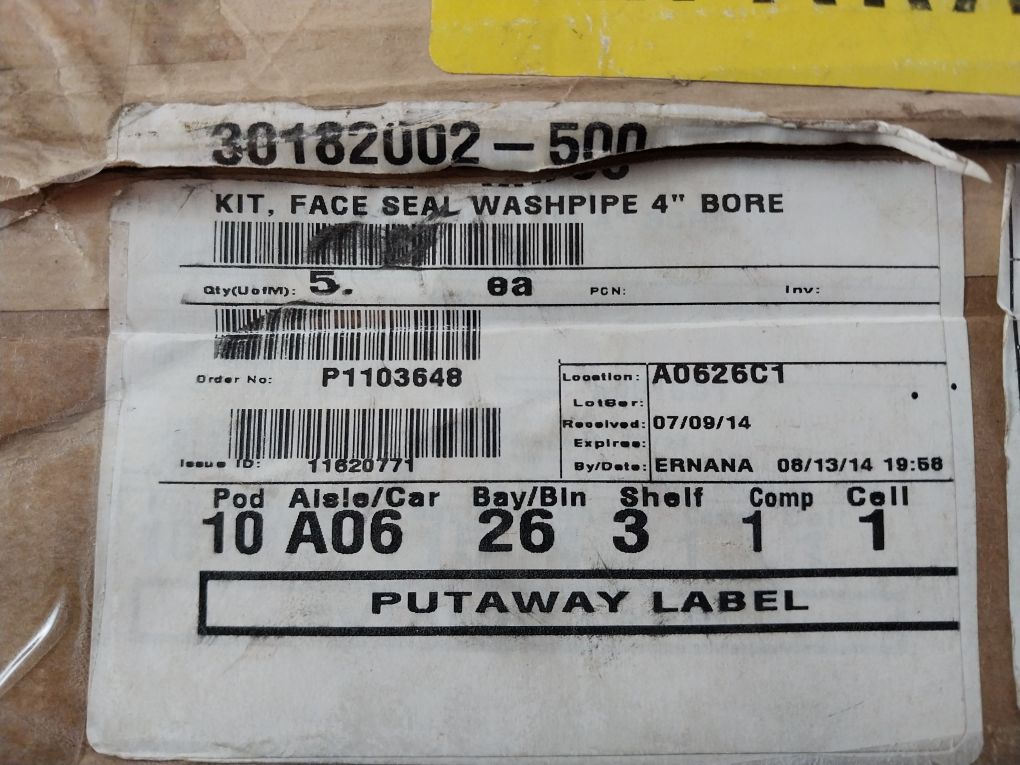 30182002-500
KIT, FACE SEAL WASHPIPE 4" BORE
Qty(UofM): 5. ea PCN: Inv:
Order No: P1103648
Location: A0626C1
LotSer:
Received: 07/09/14
Expires:
Issue ID: 11620771
By/Date: ERNANA 08/13/14 19:58
Pod Aisle/Car Bay/Bin Shelf Comp Cell
10 A06 26 3 1 1
PUTAWAY LABEL